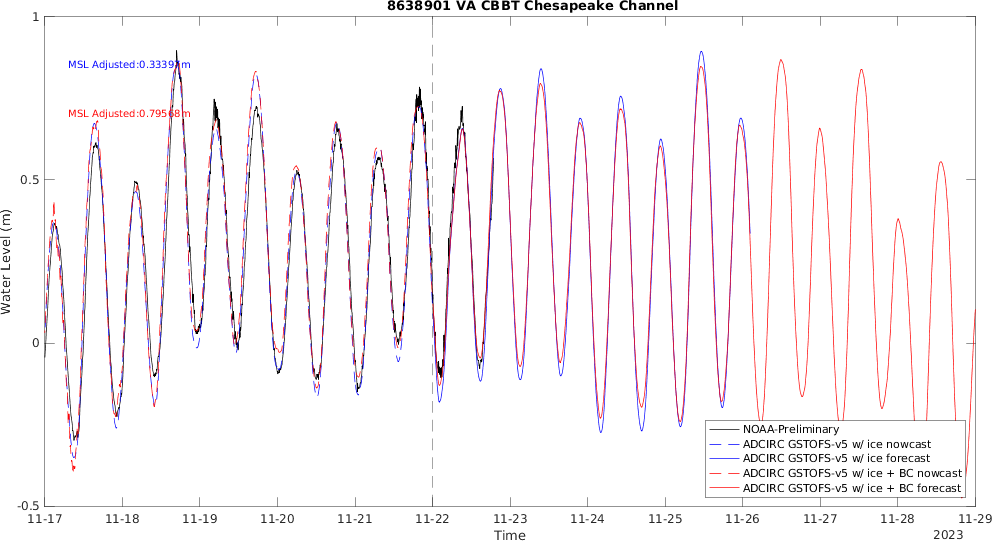 8638901 VA CBBT Chesapeake Channel
1
MSL Adjusted:0.33397m
MSL Adjusted:0.79568m
0.5
Water Level (m)
0
NOAA-Preliminary
ADCIRC GSTOFS-v5 w/ ice nowcast
ADCIRC GSTOFS-v5 w/ ice forecast
ADCIRC GSTOFS-v5 w/ ice + BC nowcast
ADCIRC GSTOFS-v5 w/ ice + BC forecast
-0.5
11-17 11-18 11-19 11-20 11-21 11-22 11-23 11-24 11-25 11-26 11-27 11-28 11-29
Time
2023